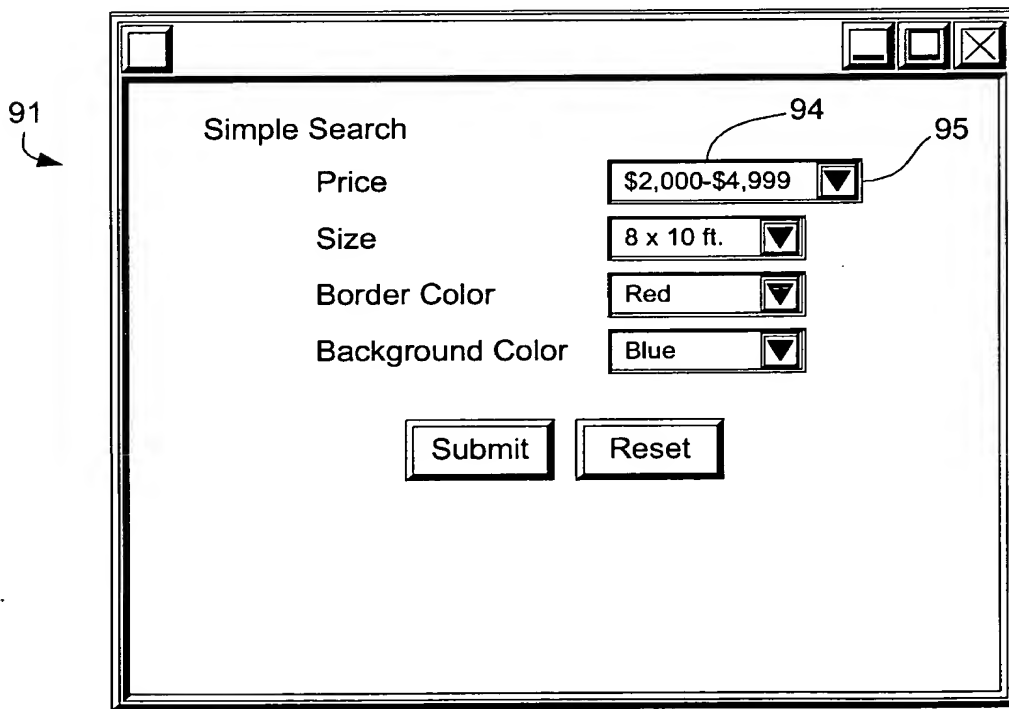 91
94
95
Simple Search
Price $2,000-$4,999
Size 8 x 10 ft.
Border Color Red
Background Color Blue
Submit Reset